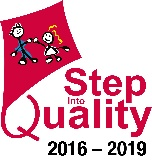 Step
Into
Quality
2016 – 2019